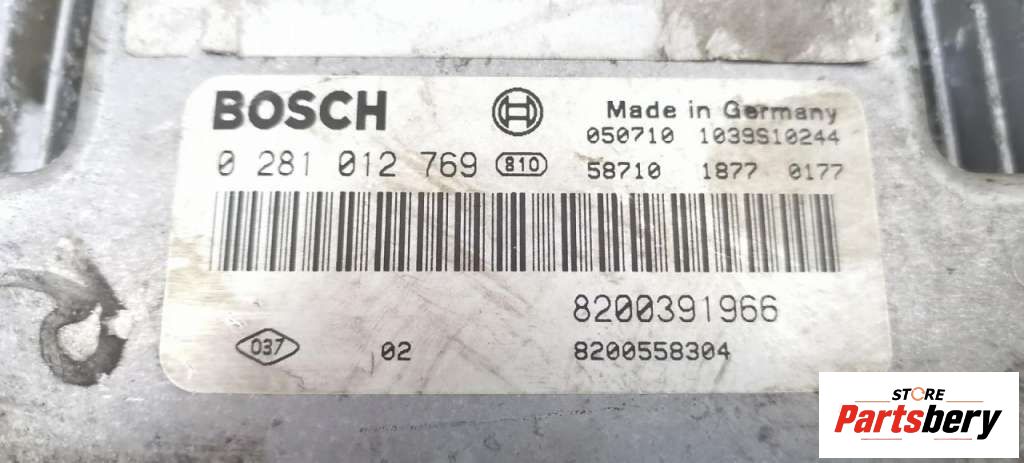 BOSCH
Made in Germany
050710 1039S10244
0 281 012 769 810 58710 1877 0177
8200391966
037 02 8200558304
STORE
Partsbery